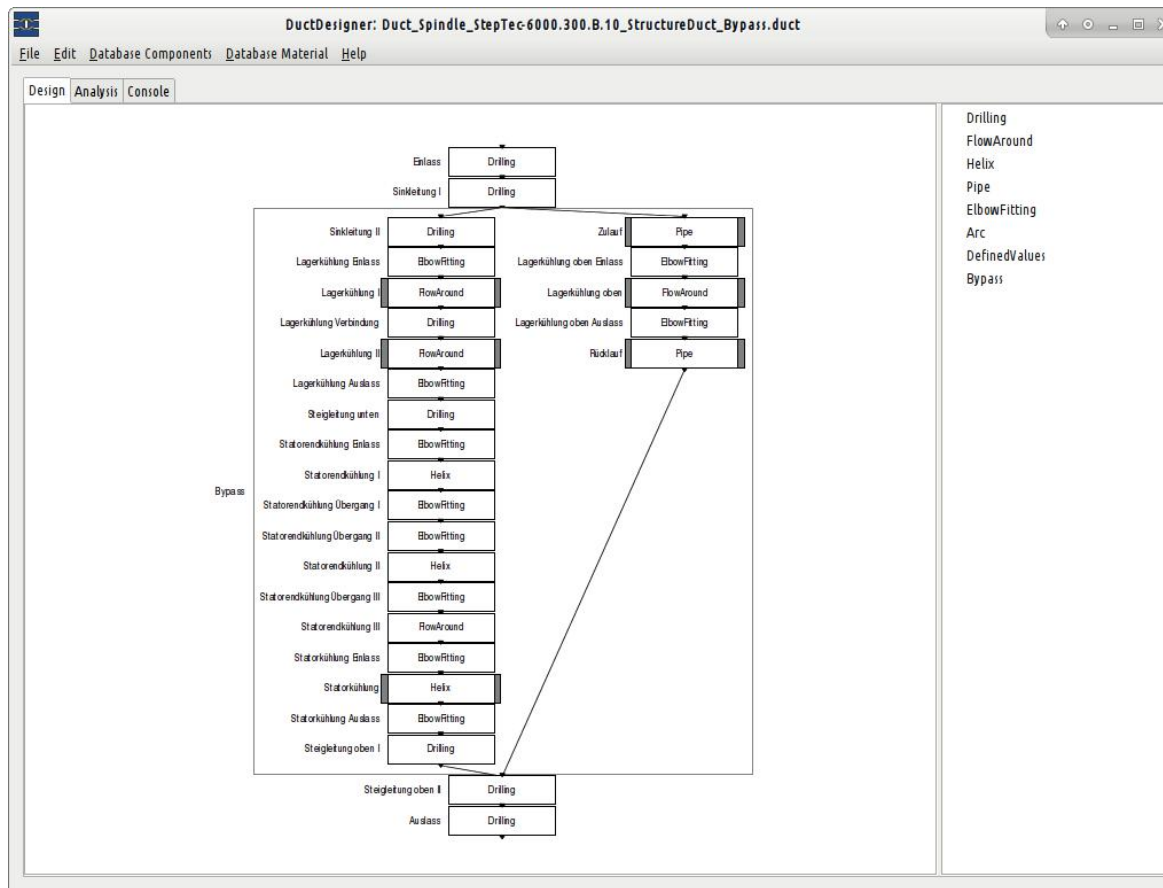 DuctDesigner: Duct_Spindle_StepTec-6000.300.B.10_StructureDuct_Bypass.duct
File Edit Database Components Database Material Help
Design Analysis Console
Drilling
FlowAround
Helix
Pipe
ElbowFitting
Arc
DefinedValues
Bypass
Einlass Drilling
Sinkleitung I Drilling
Bypass
Sinkleitung II Drilling
Lagerkühlung Einlass ElbowFitting
Lagerkühlung I FlowAround
Lagerkühlung Verbindung Drilling
Lagerkühlung II FlowAround
Lagerkühlung Auslass ElbowFitting
Steigleitung unten Drilling
Statorendkühlung Einlass ElbowFitting
Statorendkühlung I Helix
Statorendkühlung Übergang I ElbowFitting
Statorendkühlung Übergang II ElbowFitting
Statorendkühlung II Helix
Statorendkühlung Übergang III ElbowFitting
Statorendkühlung III FlowAround
Statorkühlung Einlass ElbowFitting
Statorkühlung Helix
Statorkühlung Auslass ElbowFitting
Steigleitung oben I Drilling
Zulauf Pipe
Lagerkühlung oben Einlass ElbowFitting
Lagerkühlung oben FlowAround
Lagerkühlung oben Auslass ElbowFitting
Rücklauf Pipe
Steigleitung oben II Drilling
Auslass Drilling